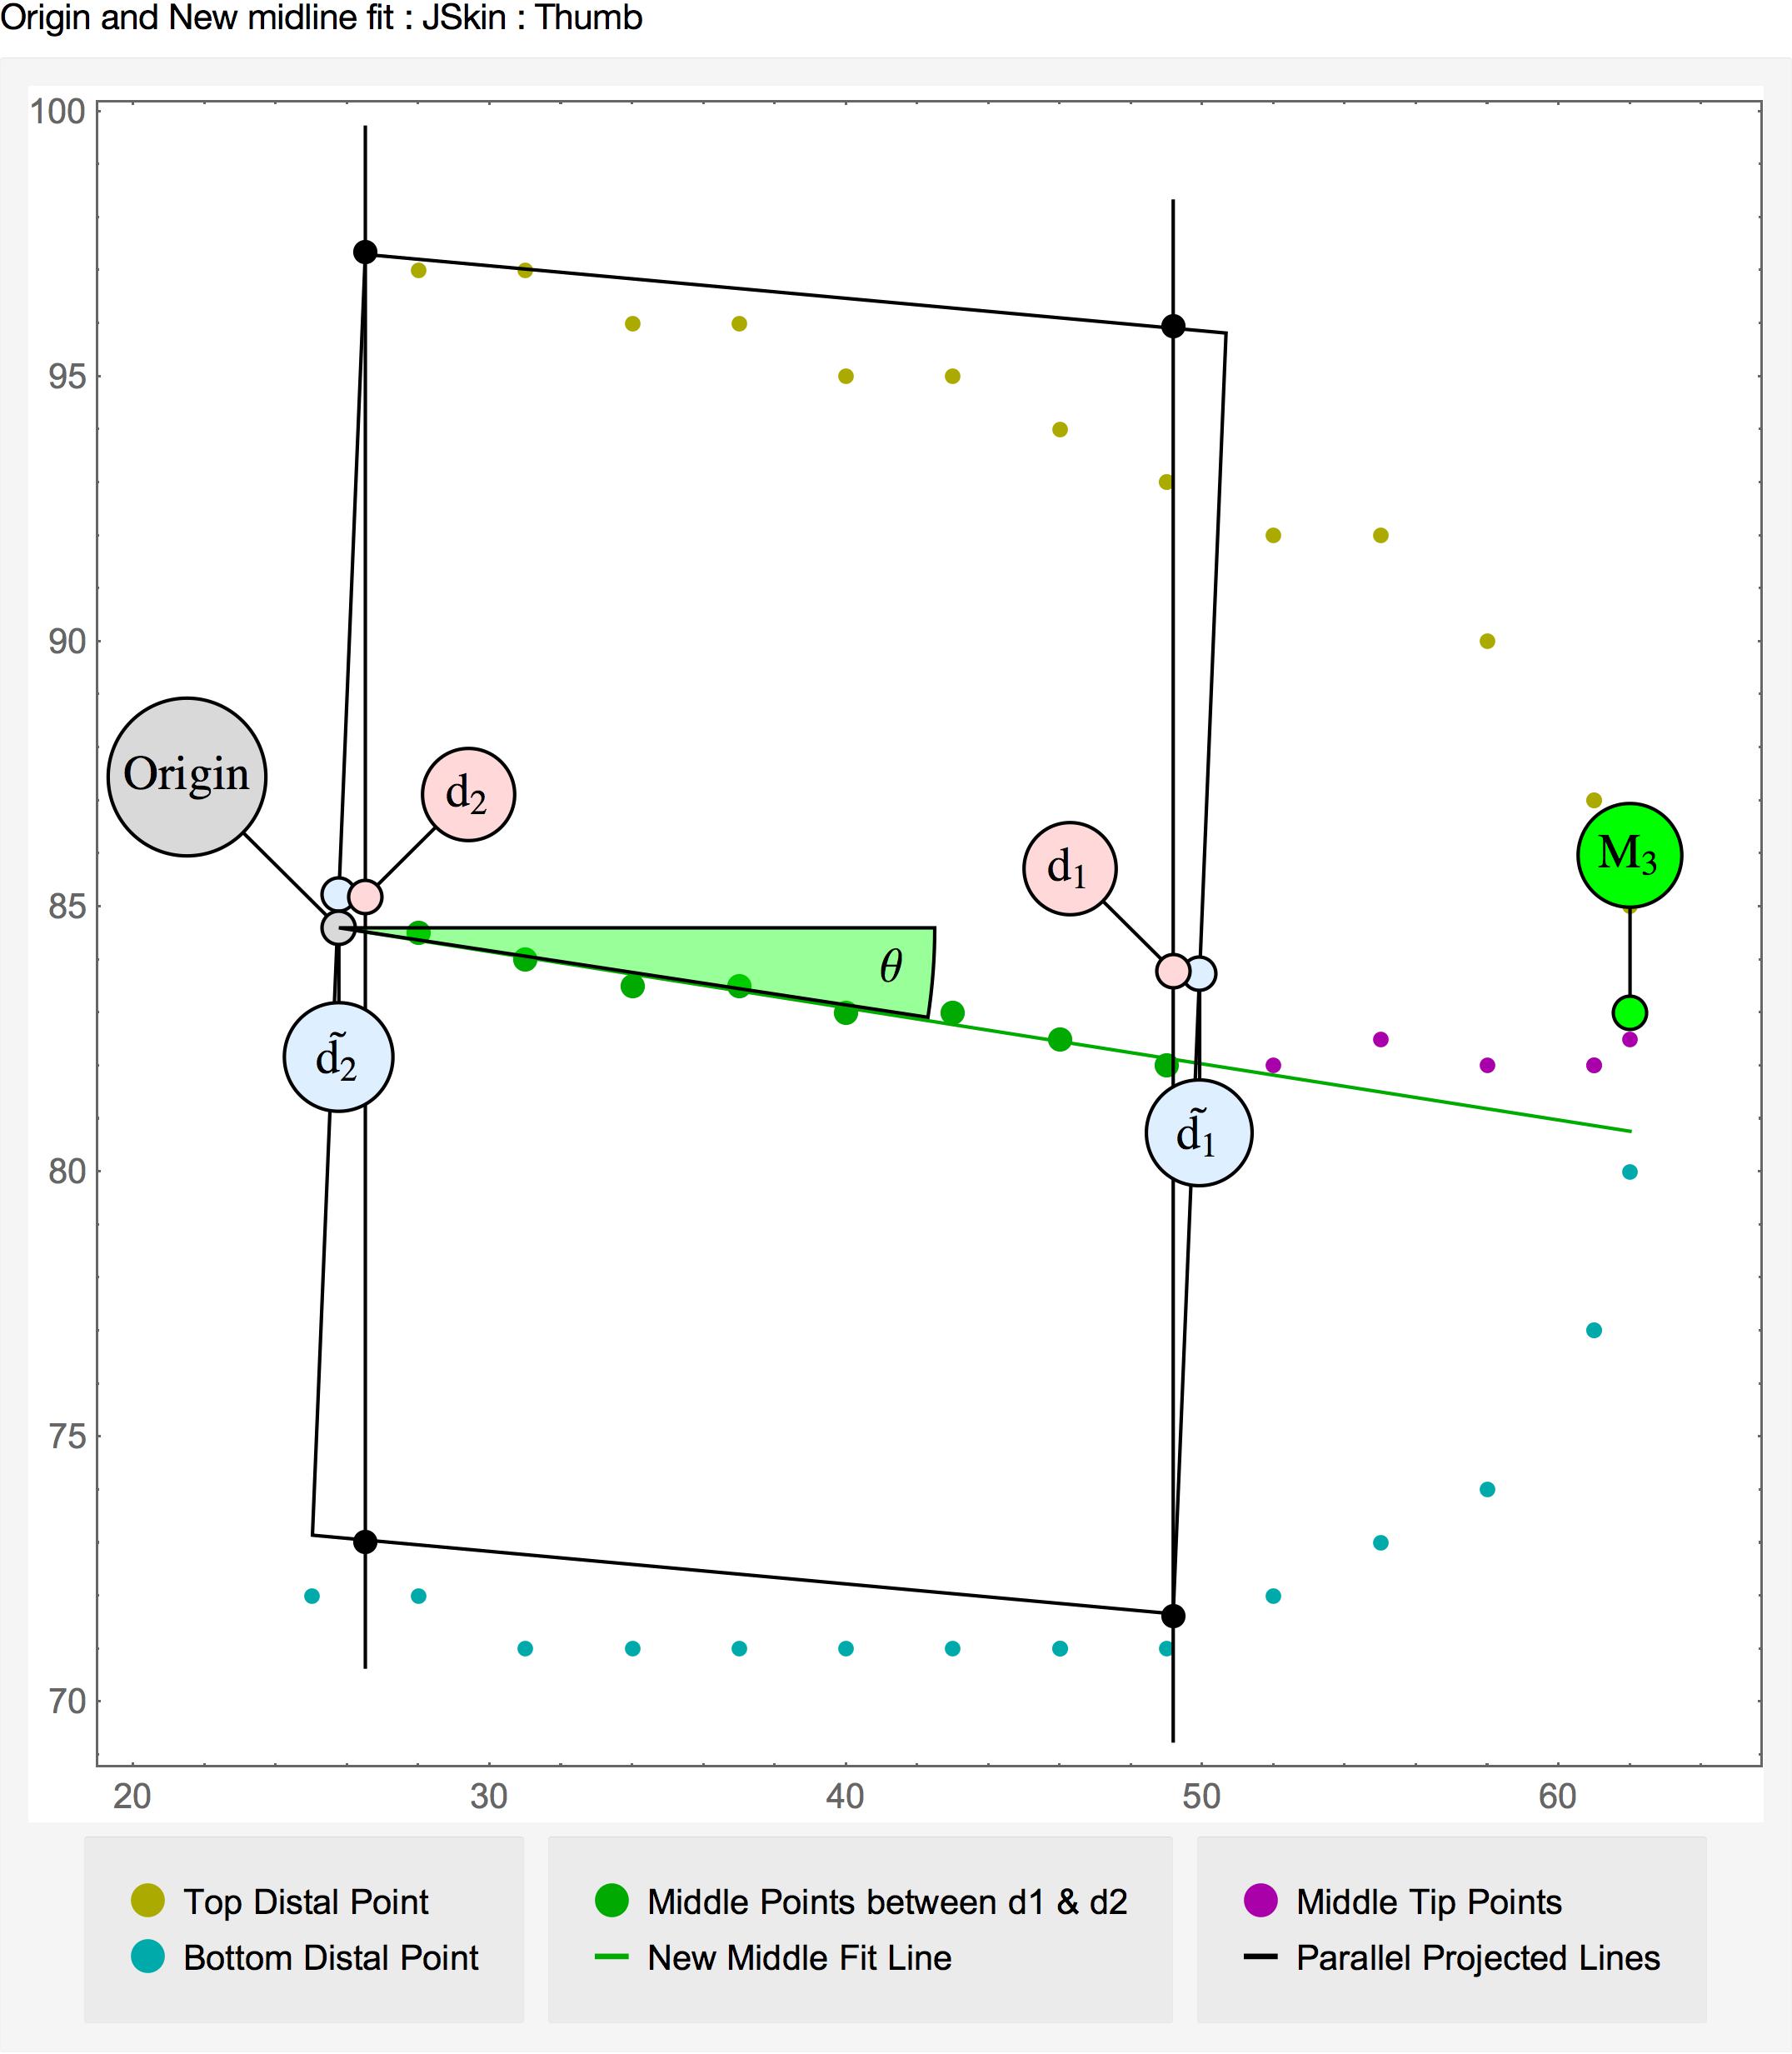 Origin and New midline fit : JSkin : Thumb
100
95
90
85
80
75
70
Origin
d₂
d₁
M₃
θ
d̃₂
d̃₁
20 30 40 50 60
Top Distal Point
Bottom Distal Point
Middle Points between d1 & d2
New Middle Fit Line
Middle Tip Points
Parallel Projected Lines